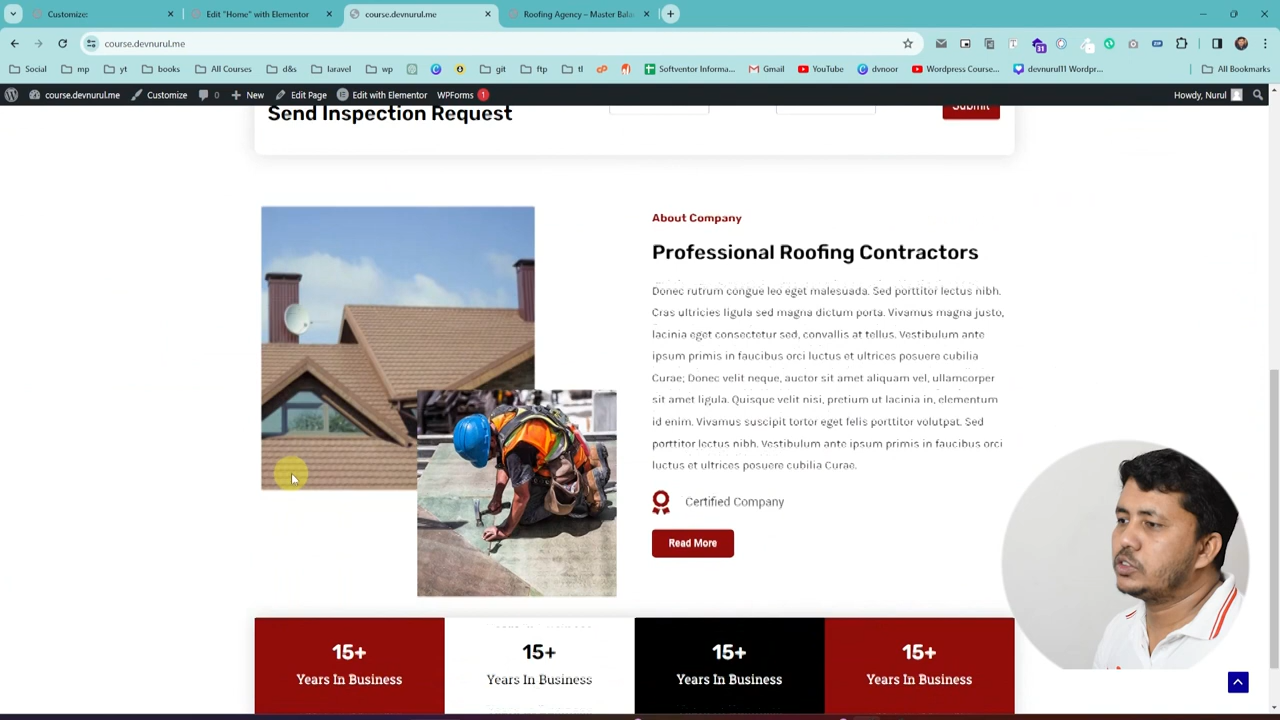 Customize:
Edit "Home" with Elementor
course.devnurul.me
Roofing Agency – Master Bala
course.devnurul.me
Social
mp
yt
books
All Courses
d&s
laravel
wp
git
ftp
tl
SoftVentor Informa...
Gmail
YouTube
dvnoor
Wordpress Course...
devnurul11 Wordpr...
All Bookmarks
course.devnurul.me
Customize
0
New
Edit Page
Edit with Elementor
WPForms 1
Howdy, Nurul
Send Inspection Request
Submit
About Company
Professional Roofing Contractors
Donec rutrum congue leo eget malesuada. Sed porttitor lectus nibh.
Cras ultricies ligula sed magna dictum porta. Vivamus magna justo,
lacinia eget consectetur sed, convallis at tellus. Vestibulum ante
ipsum primis in faucibus orci luctus et ultrices posuere cubilia
Curae; Donec velit neque, auctor sit amet aliquam vel, ullamcorper
sit amet ligula. Quisque velit nisi, pretium ut lacinia in, elementum
id enim. Vivamus suscipit tortor eget felis porttitor volutpat. Sed
porttitor lectus nibh. Vestibulum ante ipsum primis in faucibus orci
luctus et ultrices posuere cubilia Curae.
Certified Company
Read More
15+
Years In Business
15+
Years In Business
15+
Years In Business
15+
Years In Business